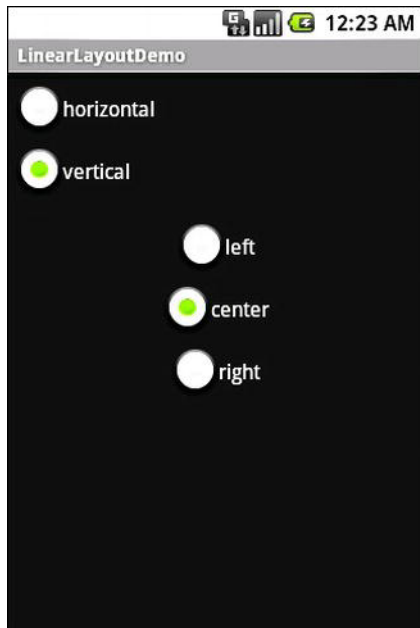 G 12:23 AM
LinearLayoutDemo
horizontal
vertical
left
center
right